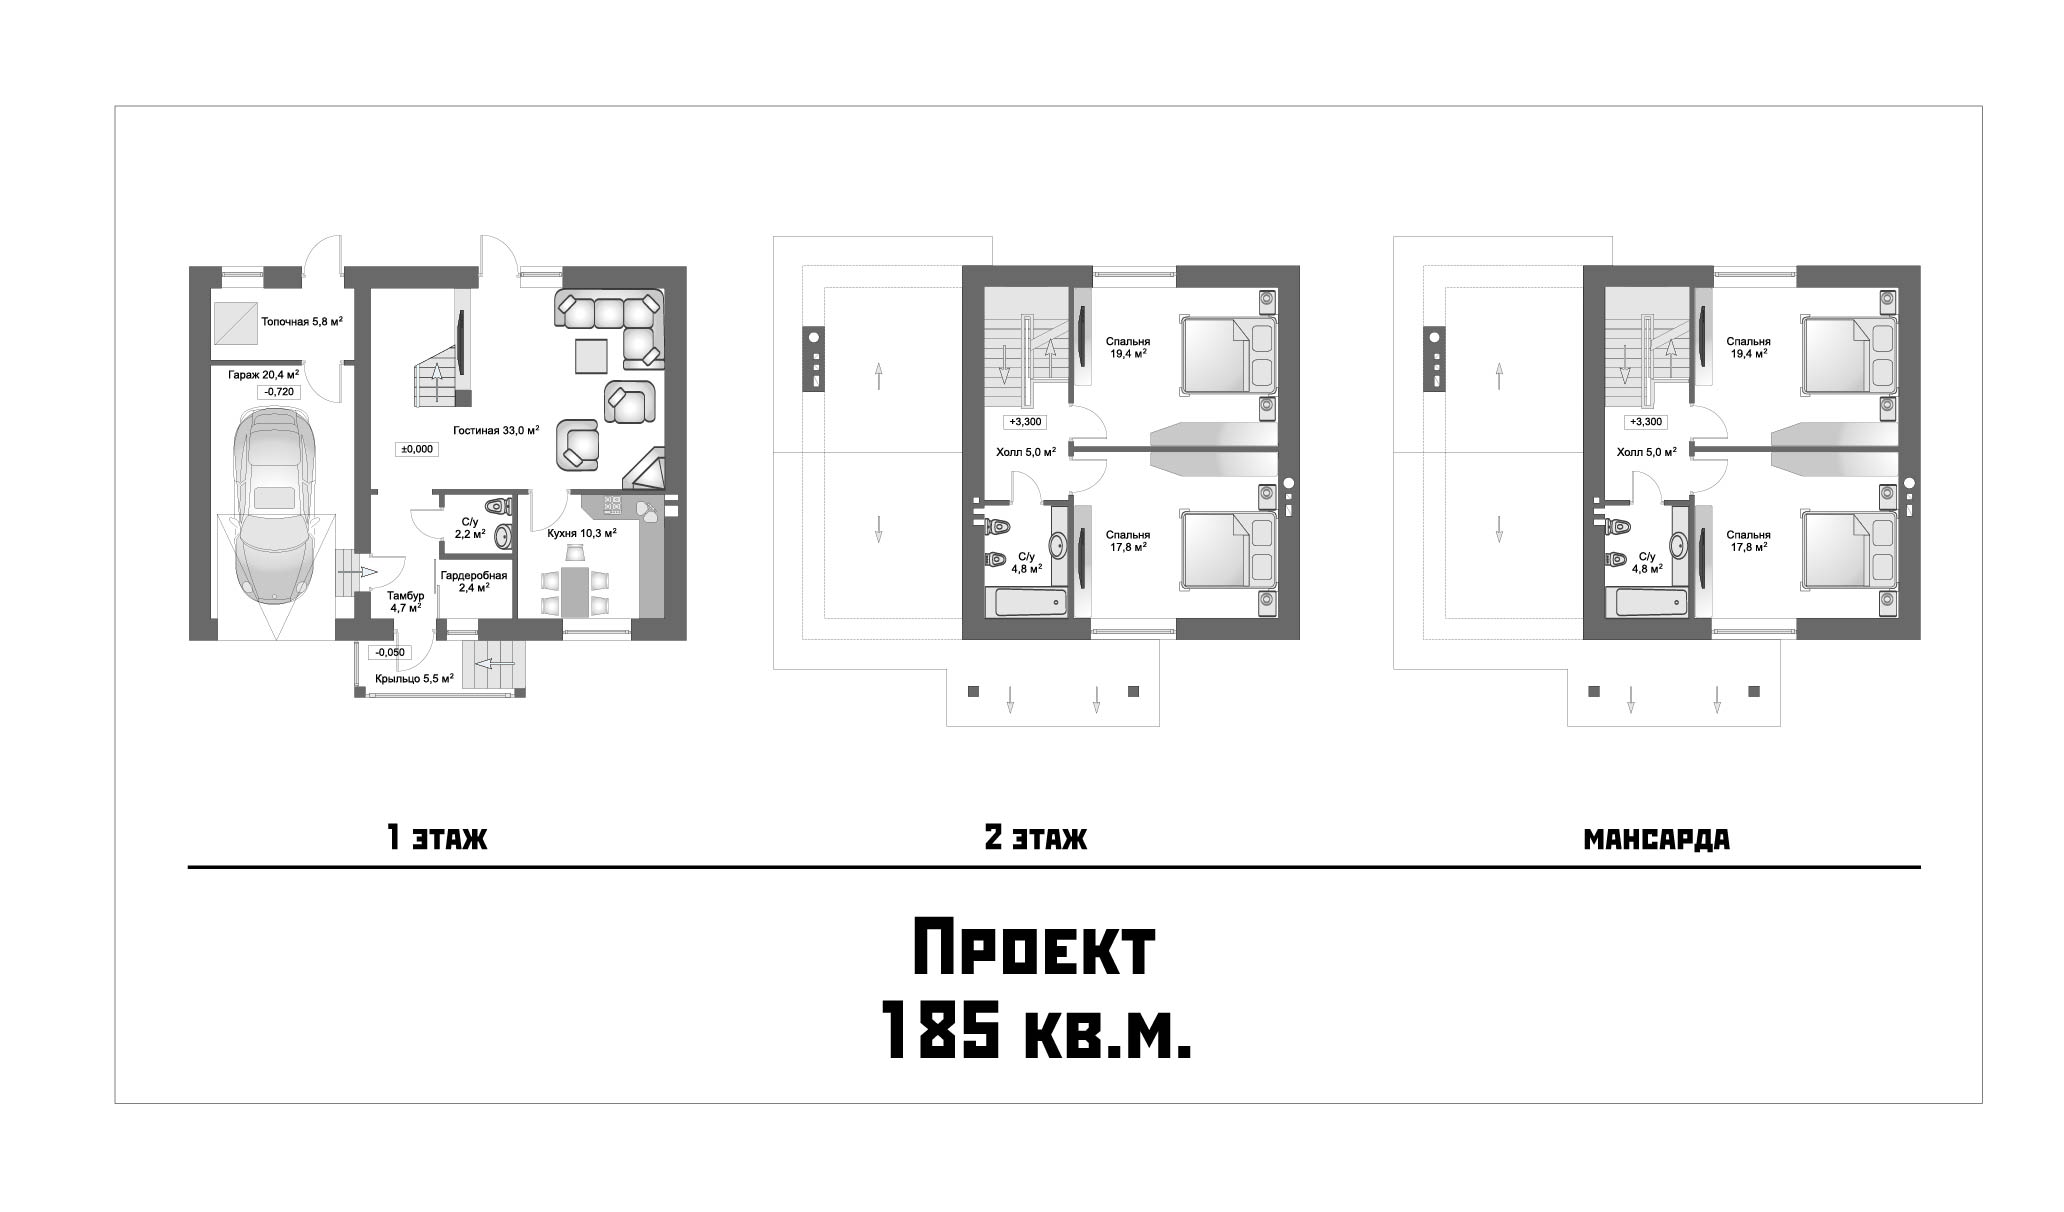 Топочная 5,8 м²
Гараж 20,4 м²
-0,720
Гостиная 33,0 м²
±0,000
С/у
2,2 м²
Кухня 10,3 м²
Гардеробная
2,4 м²
Тамбур
4,7 м²
-0,050
Крыльцо 5,5 м²
Спальня
19,4 м²
+3,300
Холл 5,0 м²
С/у
4,8 м²
Спальня
17,8 м²
Спальня
19,4 м²
+3,300
Холл 5,0 м²
С/у
4,8 м²
Спальня
17,8 м²
1 этаж
2 этаж
мансарда
Проект
185 кв.м.